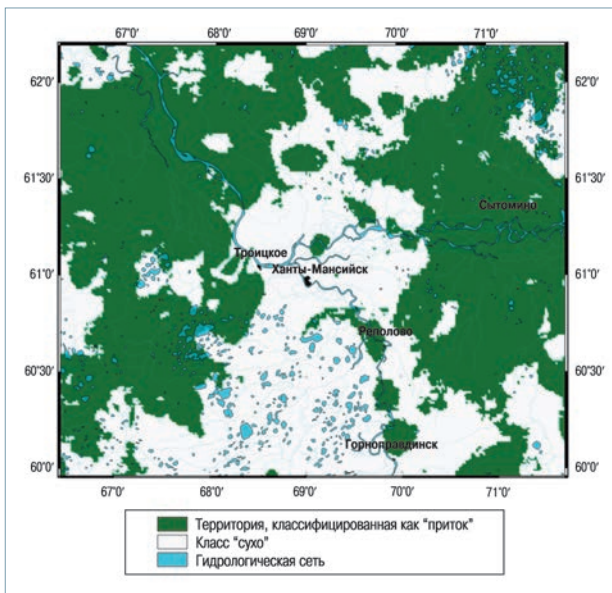 67°0' 68°0' 69°0' 70°0' 71°0'
62°0' 62°0'
61°30' 61°30'
Сытомино
Троицкое
61°0' Ханты-Мансийск 61°0'
Реполово
60°30' 60°30'
Горноправдинск
60°0' 60°0'
67°0' 68°0' 69°0' 70°0' 71°0'
Территория, классифицированная как "приток"
Класс "сухо"
Гидрологическая сеть